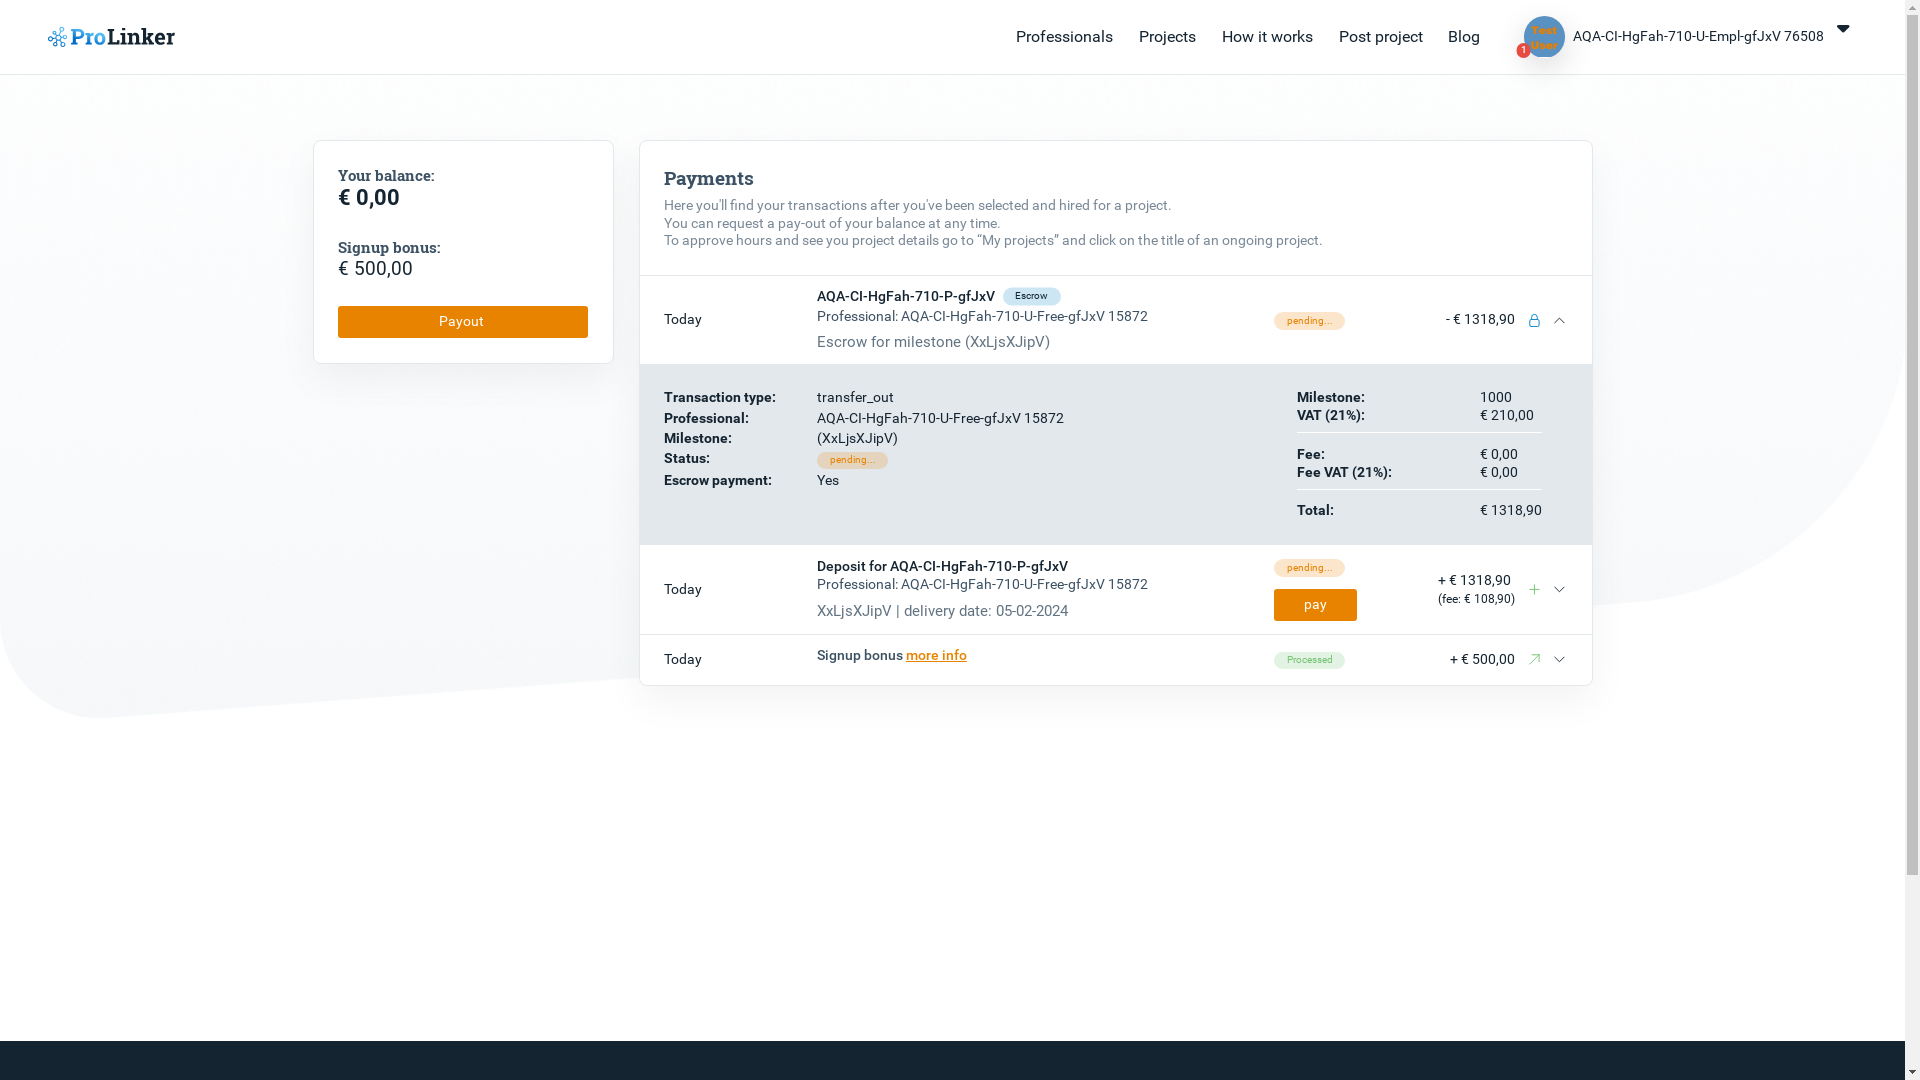 ProLinker
Professionals Projects How it works Post project Blog
Test
User
1
AQA-CI-HgFah-710-U-Empl-gfJxV 76508
Your balance:
€ 0,00
Signup bonus:
€ 500,00
Payout
Payments
Here you'll find your transactions after you've been selected and hired for a project.
You can request a pay-out of your balance at any time.
To approve hours and see you project details go to “My projects” and click on the title of an ongoing project.
Today
AQA-CI-HgFah-710-P-gfJxV Escrow
Professional: AQA-CI-HgFah-710-U-Free-gfJxV 15872
Escrow for milestone (XxLjsXJipV)
pending...
- € 1318,90
Transaction type: transfer_out
Professional: AQA-CI-HgFah-710-U-Free-gfJxV 15872
Milestone: (XxLjsXJipV)
Status: pending...
Escrow payment: Yes
Milestone: 1000
VAT (21%): € 210,00
Fee: € 0,00
Fee VAT (21%): € 0,00
Total: € 1318,90
Today
Deposit for AQA-CI-HgFah-710-P-gfJxV
Professional: AQA-CI-HgFah-710-U-Free-gfJxV 15872
XxLjsXJipV | delivery date: 05-02-2024
pending...
pay
+ € 1318,90
(fee: € 108,90)
Today
Signup bonus more info
Processed
+ € 500,00